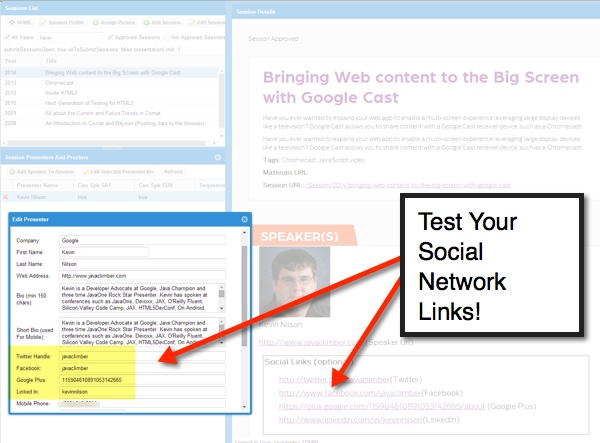 Sessions List
HOME Speakers Profile Assign Picture Add Session Edit Session
All Years kevin Approved Sessions Not Approved Sessions
submitSessionsOpen: true okToSubmitSessions: false presentationLimit: 1
Year Title
2014 Bringing Web content to the Big Screen with Google Cast
2013 Chromecast
2010 Inside HTML5
2010 Next Generation of Testing for HTML5
2009 All about the Current and Future Trends in Comet
2008 An Introduction to Comet and Bayeux (Pushing data to the browser)
Session Presenters And Proctors
Add Speaker To Session Edit Selected Presenter Bio Refresh
Presenter Name Can Spk SAT Can Spk SUN Sequence
Kevin Nilson true true
Edit Presenter
Company: Google
First Name: Kevin
Last Name: Nilson
Web Address: http://www.javaclimber.com
Bio (min 150 chars) Kevin is a Developer Advocate at Google, Java Champion and
three time JavaOne Rock Star Presenter. Kevin has spoken at
conferences such as JavaOne, Devoxx, JAX, O'Reilly Fluent,
Silicon Valley Code Camp, JAX, HTML5DevConf, On Android,
Short Bio (used For Mobile): Kevin is a Developer Advocate at Google, Java Champion and
three time JavaOne Rock Star Presenter. Kevin has spoken at
conferences such as JavaOne, Devoxx, JAX, O'Reilly Fluent,
Silicon Valley Code Camp, JAX, HTML5DevConf, On Android,
Twitter Handle: javaclimber
Facebook: javaclimber
Google Plus: 115904610891053142665
Linked In: kevinnilson
Mobile Phone:
Session Details
Session Approved
Bringing Web content to the Big Screen
with Google Cast
Have you ever wanted to expand your web app to enable a multi-screen experience leveraging large display devices
like a television? Google Cast allows you to share content with a Google Cast receiver device, such as a Chromecast.
Have you ever wanted to expand your web app to enable a multi-screen experience leveraging large display devices
like a television? Google Cast allows you to share content with a Google Cast receiver device, such as a Chromecast.
Tags: Chromecast, JavaScript,video
Materials URL:
Session URL: /Session/2014/bringing-web-content-to-the-big-screen-with-google-cast
Test Your
Social
Network
Links!
SPEAKER(S)
Kevin Nilson
http://www.javaclimber.com (Speaker Url)
Social Links (optional)
http://twitter.com/javaclimber(Twitter)
http://www.facebook.com/javaclimber(Facebook)
https://plus.google.com/115904610891053142665/about (Google Plus)
http://www.linkedin.com/in/kevinnilson(LinkedIn)